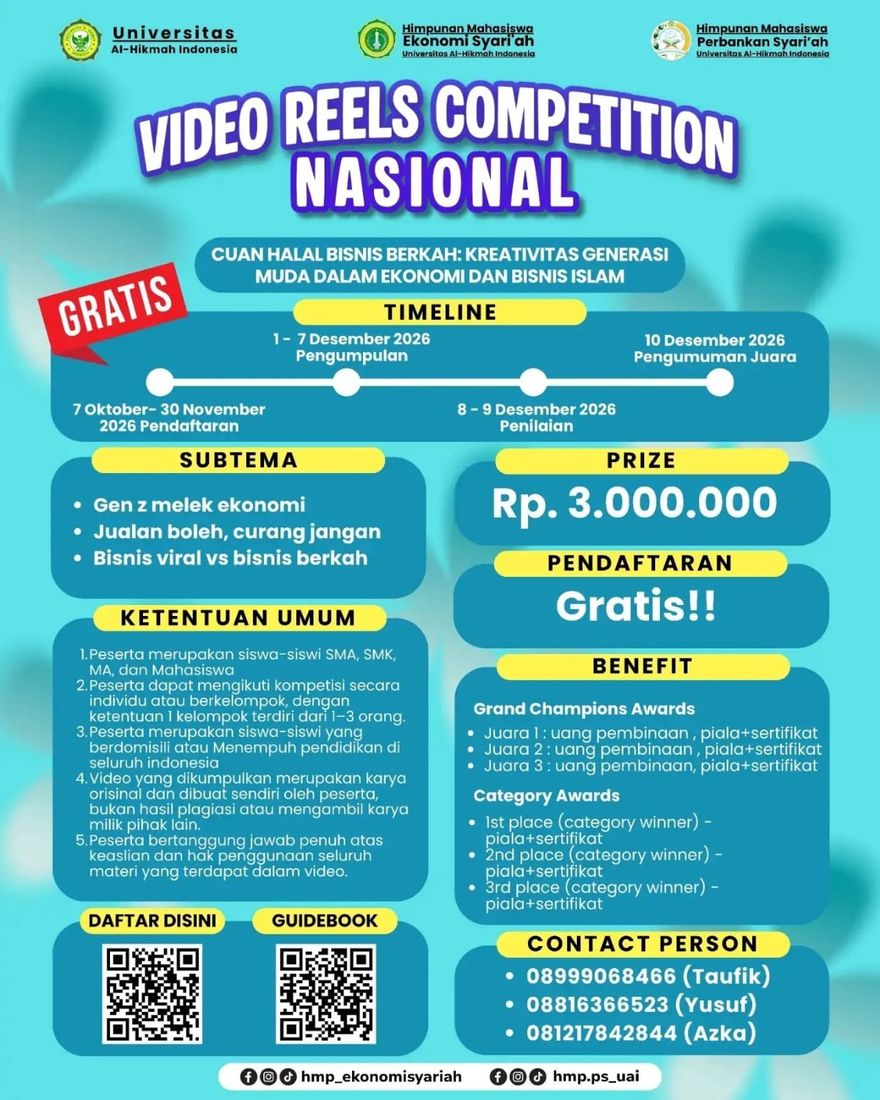 Universitas
Al-Hikmah Indonesia
Himpunan Mahasiswa
Ekonomi Syari'ah
Universitas Al-Hikmah Indonesia
Himpunan Mahasiswa
Perbankan Syari'ah
Universitas Al-Hikmah Indonesia
VIDEO REELS COMPETITION
NASIONAL
CUAN HALAL BISNIS BERKAH: KREATIVITAS GENERASI
MUDA DALAM EKONOMI DAN BISNIS ISLAM
GRATIS
TIMELINE
7 Oktober– 30 November
2026 Pendaftaran
1 - 7 Desember 2026
Pengumpulan
8 - 9 Desember 2026
Penilaian
10 Desember 2026
Pengumuman Juara
SUBTEMA
• Gen z melek ekonomi
• Jualan boleh, curang jangan
• Bisnis viral vs bisnis berkah
KETENTUAN UMUM
1. Peserta merupakan siswa-siswi SMA, SMK,
MA, dan Mahasiswa
2. Peserta dapat mengikuti kompetisi secara
individu atau berkelompok, dengan
ketentuan 1 kelompok terdiri dari 1–3 orang.
3. Peserta merupakan siswa-siswi yang
berdomisili atau Menempuh pendidikan di
seluruh indonesia
4. Video yang dikumpulkan merupakan karya
orisinal dan dibuat sendiri oleh peserta,
bukan hasil plagiasi atau mengambil karya
milik pihak lain.
5. Peserta bertanggung jawab penuh atas
keaslian dan hak penggunaan seluruh
materi yang terdapat dalam video.
DAFTAR DISINI
GUIDEBOOK
PRIZE
Rp. 3.000.000
PENDAFTARAN
Gratis!!
BENEFIT
Grand Champions Awards
• Juara 1 : uang pembinaan , piala+sertifikat
• Juara 2 : uang pembinaan , piala+sertifikat
• Juara 3 : uang pembinaan, piala+sertifikat
Category Awards
• 1st place (category winner) -
piala+sertifikat
• 2nd place (category winner) -
piala+sertifikat
• 3rd place (category winner) -
piala+sertifikat
CONTACT PERSON
• 08999068466 (Taufik)
• 08816366523 (Yusuf)
• 081217842844 (Azka)
hmp_ekonomisyariah
hmp.ps_uai